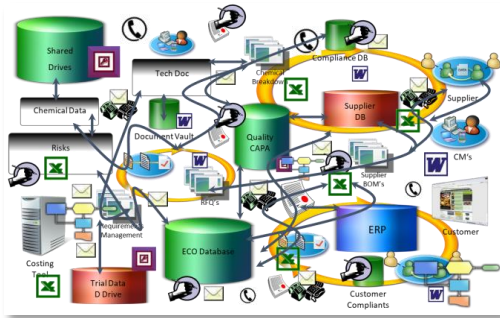 Shared
Drives
Tech Doc
Chemical
Breakdown
Compliance DB
Chemical Data
Document Vault
Supplier
DB
Supplier
Risks
Quality
CAPA
CM's
RFQ's
Supplier
BOM's
Requirement
Management
Costing
Tool
ECO Database
ERP
Customer
Trial Data
D Drive
Customer
Compliants